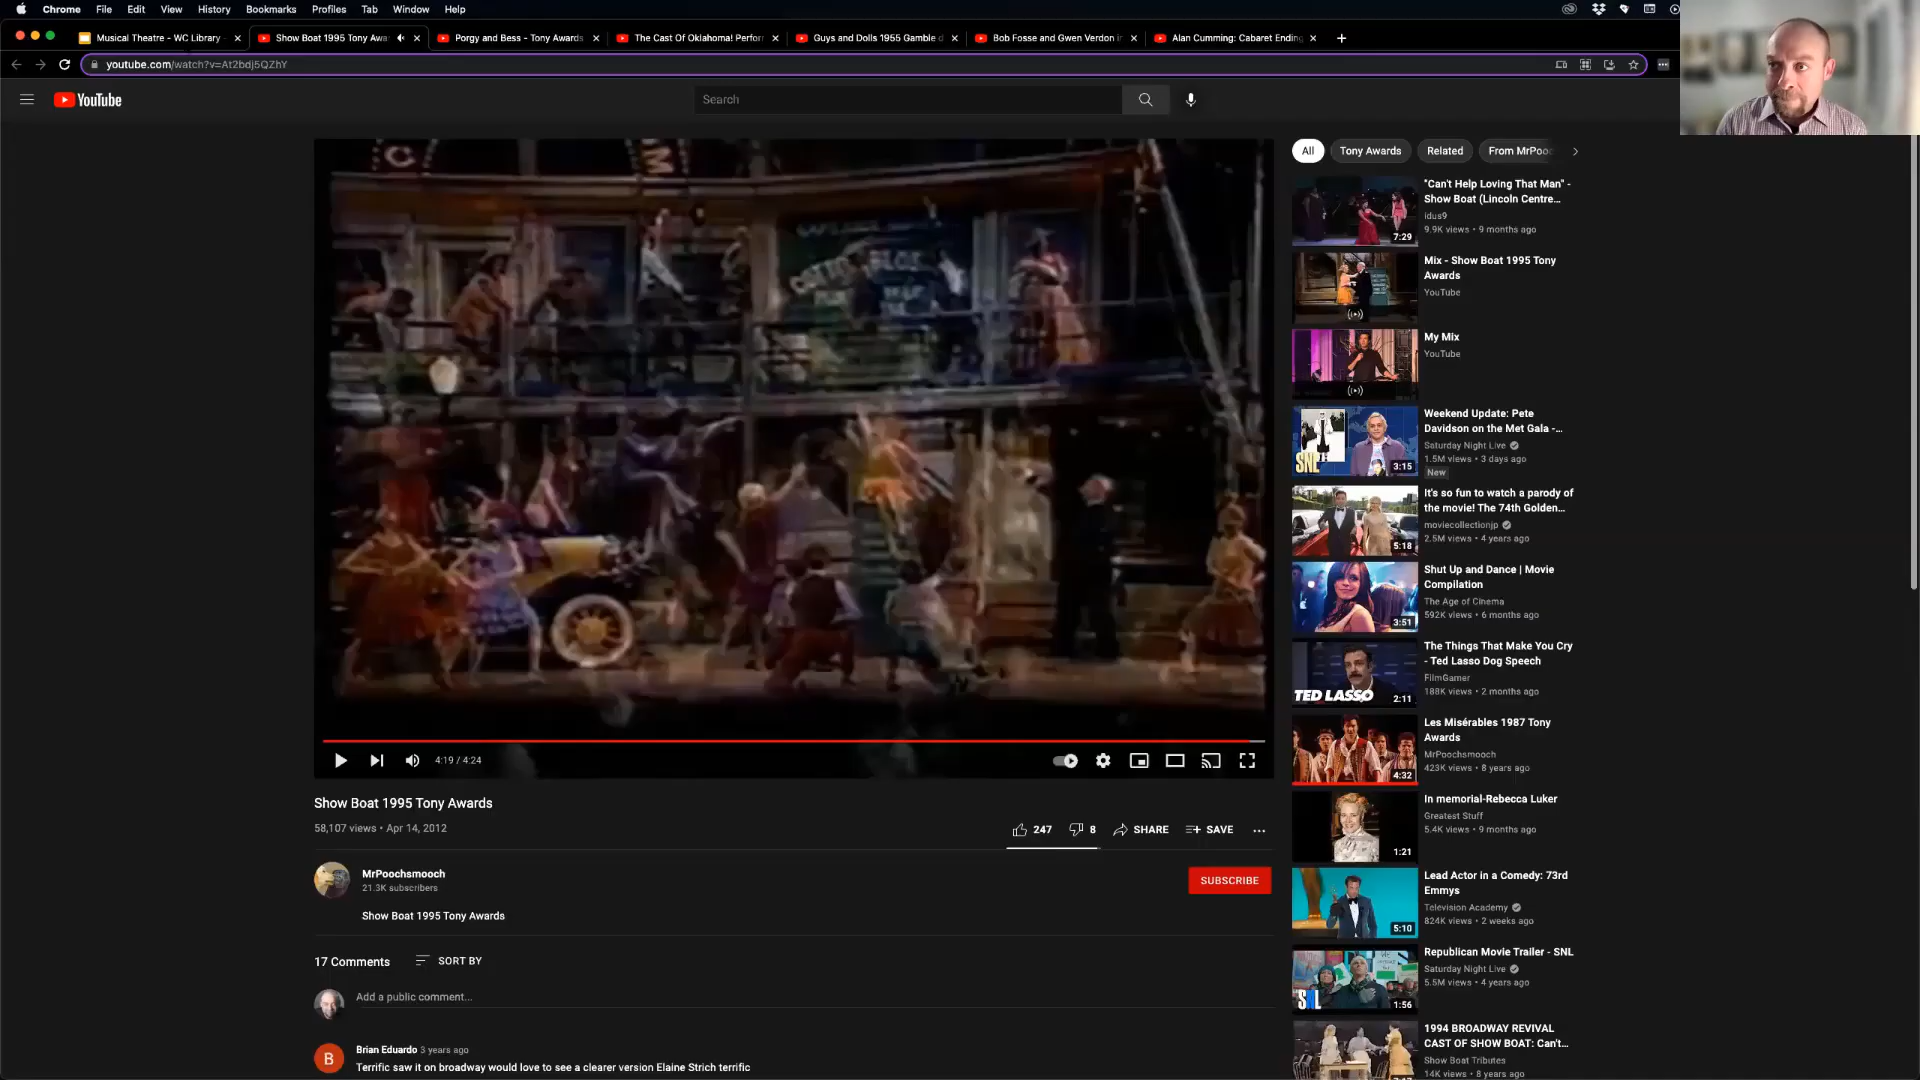 Chrome File Edit View History Bookmarks Profiles Tab Window Help
Musical Theatre - WC Library
Show Boat 1995 Tony Awa
Porgy and Bess - Tony Awards
The Cast Of Oklahoma! Perfor
Guys and Dolls 1955 Gamble d
Bob Fosse and Gwen Verdon i
Alan Cumming: Cabaret Ending
youtube.com/watch?v=At2bdj5QZhY
YouTube
Search
All
Tony Awards
Related
From MrPooc
4:19 / 4:24
Show Boat 1995 Tony Awards
58,107 views • Apr 14, 2012
247
8
SHARE
SAVE
MrPoochsmooch
21.3K subscribers
SUBSCRIBE
Show Boat 1995 Tony Awards
17 Comments
SORT BY
Add a public comment...
B
Brian Eduardo 3 years ago
Terrific saw it on broadway would love to see a clearer version Elaine Strich terrific
"Can't Help Loving That Man" -
Show Boat (Lincoln Centre...
idus9
9.9K views • 9 months ago
7:29
Mix - Show Boat 1995 Tony
Awards
YouTube
My Mix
YouTube
Weekend Update: Pete
Davidson on the Met Gala -...
Saturday Night Live
1.5M views • 3 days ago
New
SNL
3:15
It's so fun to watch a parody of
the movie! The 74th Golden...
moviecollectionjp
2.5M views • 4 years ago
5:18
Shut Up and Dance | Movie
Compilation
The Age of Cinema
592K views • 6 months ago
3:51
The Things That Make You Cry
- Ted Lasso Dog Speech
FilmGamer
188K views • 2 months ago
TED LASSO
2:11
Les Misérables 1987 Tony
Awards
MrPoochsmooch
423K views • 8 years ago
4:32
In memorial-Rebecca Luker
Greatest Stuff
5.4K views • 9 months ago
1:21
Lead Actor in a Comedy: 73rd
Emmys
Television Academy
824K views • 2 weeks ago
5:10
Republican Movie Trailer - SNL
Saturday Night Live
5.5M views • 4 years ago
SNL
1:56
1994 BROADWAY REVIVAL
CAST OF SHOW BOAT: Can't...
Show Boat Tributes
14K views • 8 years ago